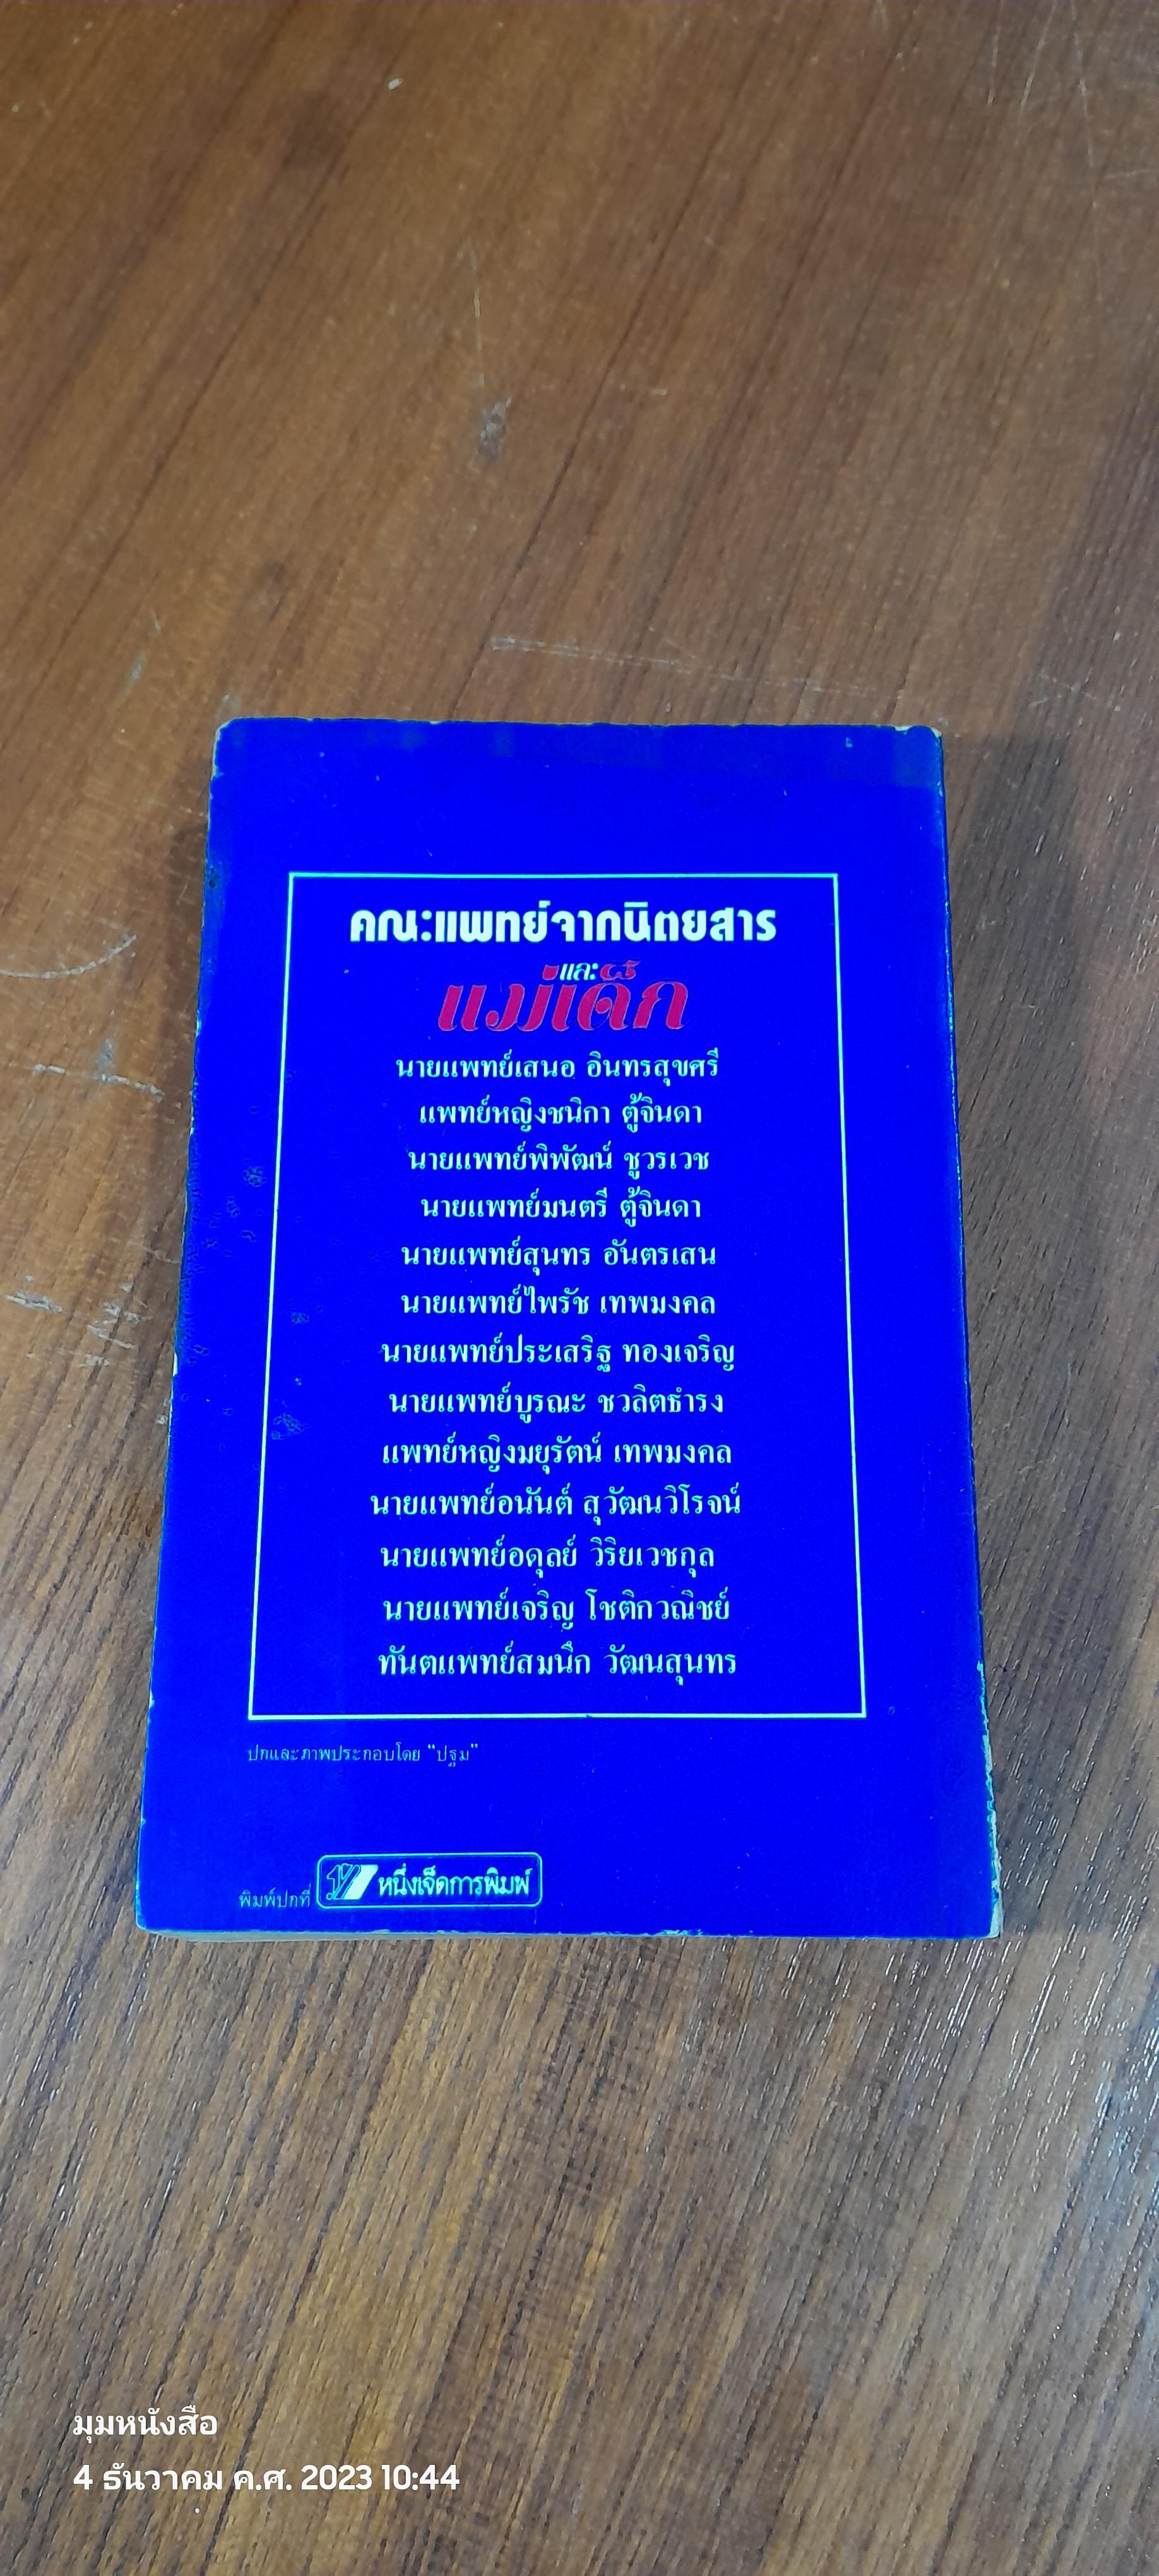 คณะแพทย์จากนิตยสาร
แม่และเด็ก
นายแพทย์เสนอ อินทรสุขศรี
แพทย์หญิงชนิกา ตู้จินดา
นายแพทย์พิพัฒน์ ชูวรเวช
นายแพทย์มนตรี ตู้จินดา
นายแพทย์สุนทร อันตรเสน
นายแพทย์ไพรัช เทพมงคล
นายแพทย์ประเสริฐ ทองเจริญ
นายแพทย์บูรณะ ชวลิตธำรง
แพทย์หญิงมยุรัตน์ เทพมงคล
นายแพทย์อนันต์ สุวัฒนวิโรจน์
นายแพทย์อดุลย์ วิริยเวชกุล
นายแพทย์เจริญ โชติกวณิชย์
ทันตแพทย์สมนึก วัฒนสุนทร
ปกและภาพประกอบโดย “ปฐม”
พิมพ์ปกที่ 17 หนึ่งเจ็ดการพิมพ์
มุมหนังสือ
4 ธันวาคม ค.ศ. 2023 10:44